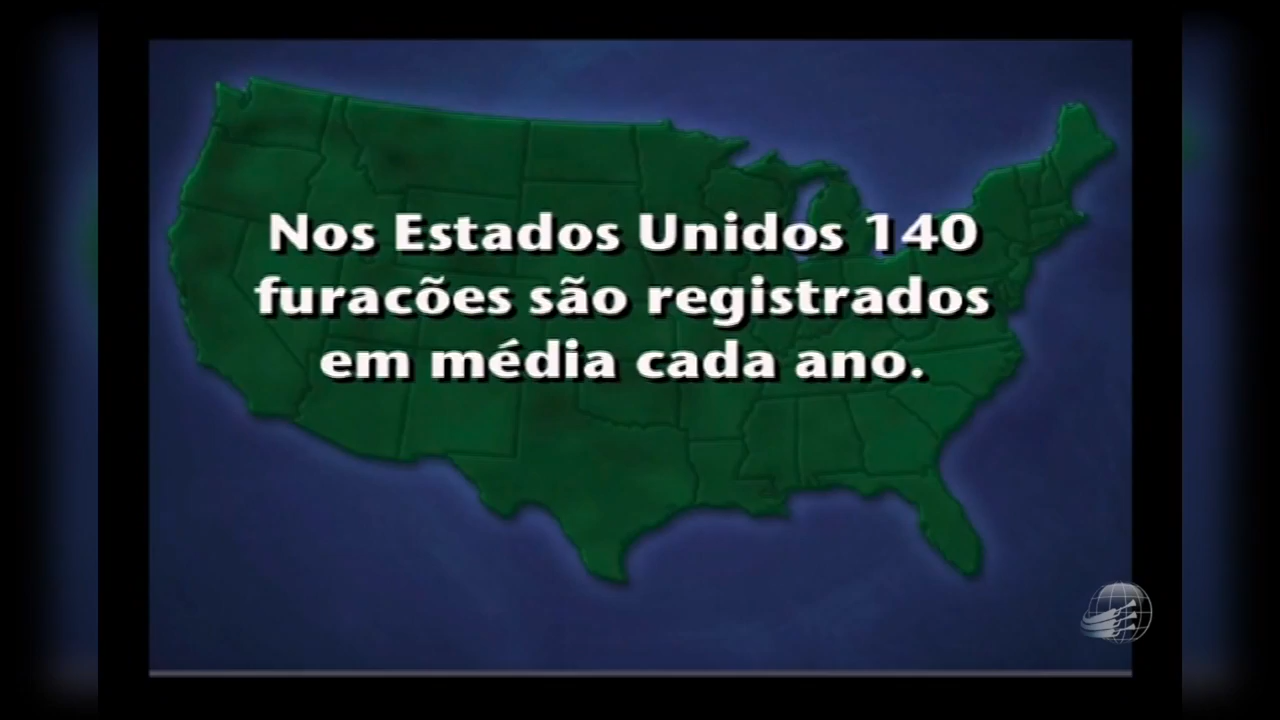 Nos Estados Unidos 140
furacões são registrados
em média cada ano.